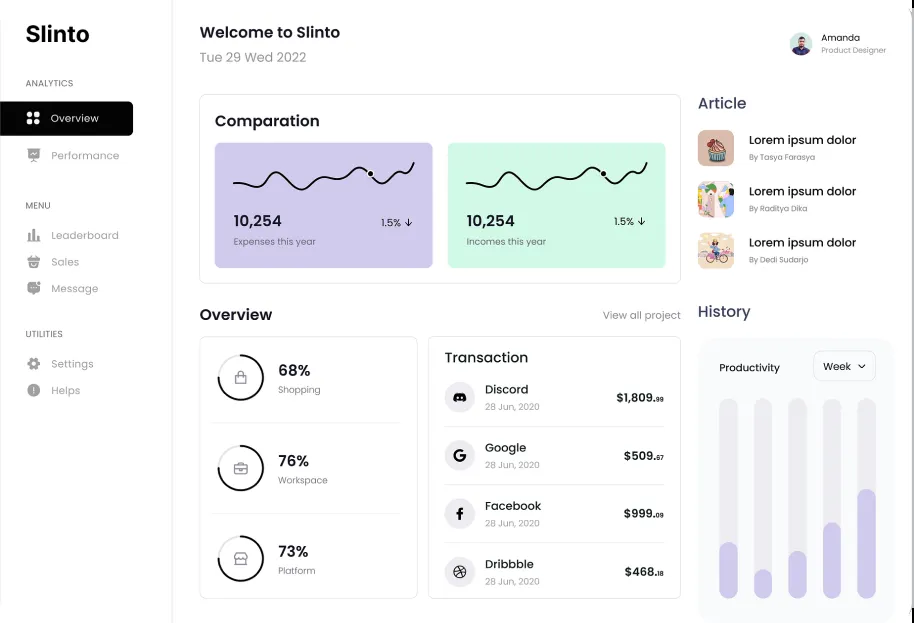 Slinto
ANALYTICS
Overview
Performance
MENU
Leaderboard
Sales
Message
UTILITIES
Settings
Helps
Welcome to Slinto
Tue 29 Wed 2022
Amanda
Product Designer
Comparation
10,254
1.5% ↓
Expenses this year
10,254
1.5% ↓
Incomes this year
Article
Lorem ipsum dolor
By Tasya Farasya
Lorem ipsum dolor
By Raditya Dika
Lorem ipsum dolor
By Dedi Sudarjo
Overview
View all project
68%
Shopping
76%
Workspace
73%
Platform
Transaction
Discord
28 Jun, 2020
$1,809.99
Google
28 Jun, 2020
$509.67
Facebook
28 Jun, 2020
$999.09
Dribbble
28 Jun, 2020
$468.18
History
Productivity
Week